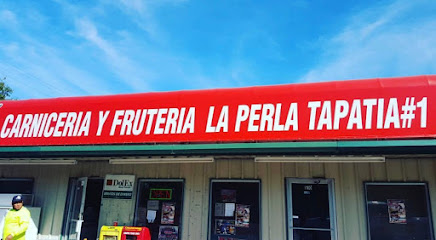 CARNICERIA Y FRUTERIA LA PERLA TAPATIA#1
DolEx